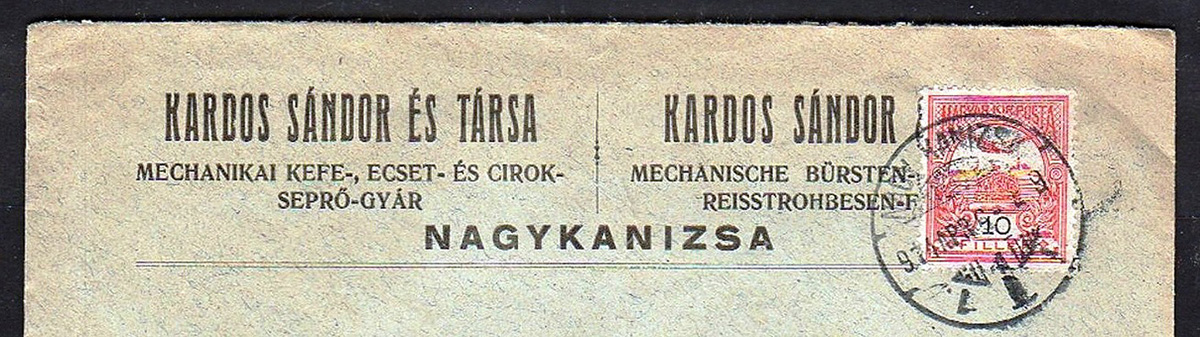 KARDOS SÁNDOR ÉS TÁRSA
MECHANIKAI KEFE-, ECSET- ÉS CIROK-
SEPRŐ-GYÁR
KARDOS SÁNDOR
MECHANISCHE BÜRSTEN-
REISSTROHBESEN-F
NAGYKANIZSA
MAGYAR KIR. POSTA
10
FILLÉR